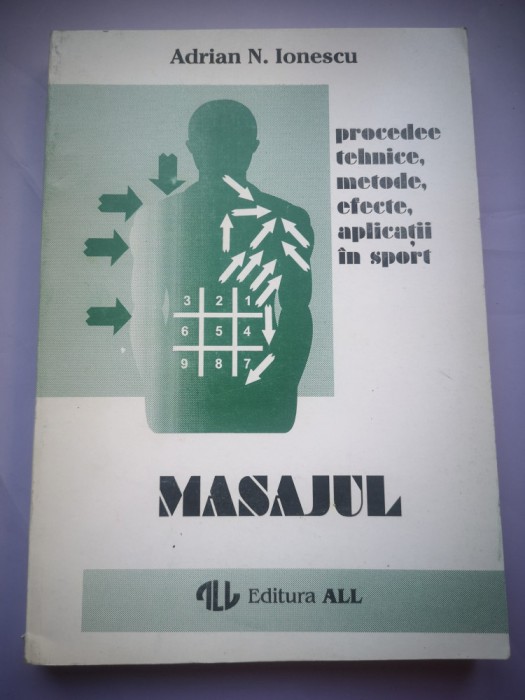 Adrian N. Ionescu
procedee
tehnice,
metode,
efecte,
aplicații
în sport
3 2 1
6 5 4
9 8 7
MASAJUL
ALL Editura ALL